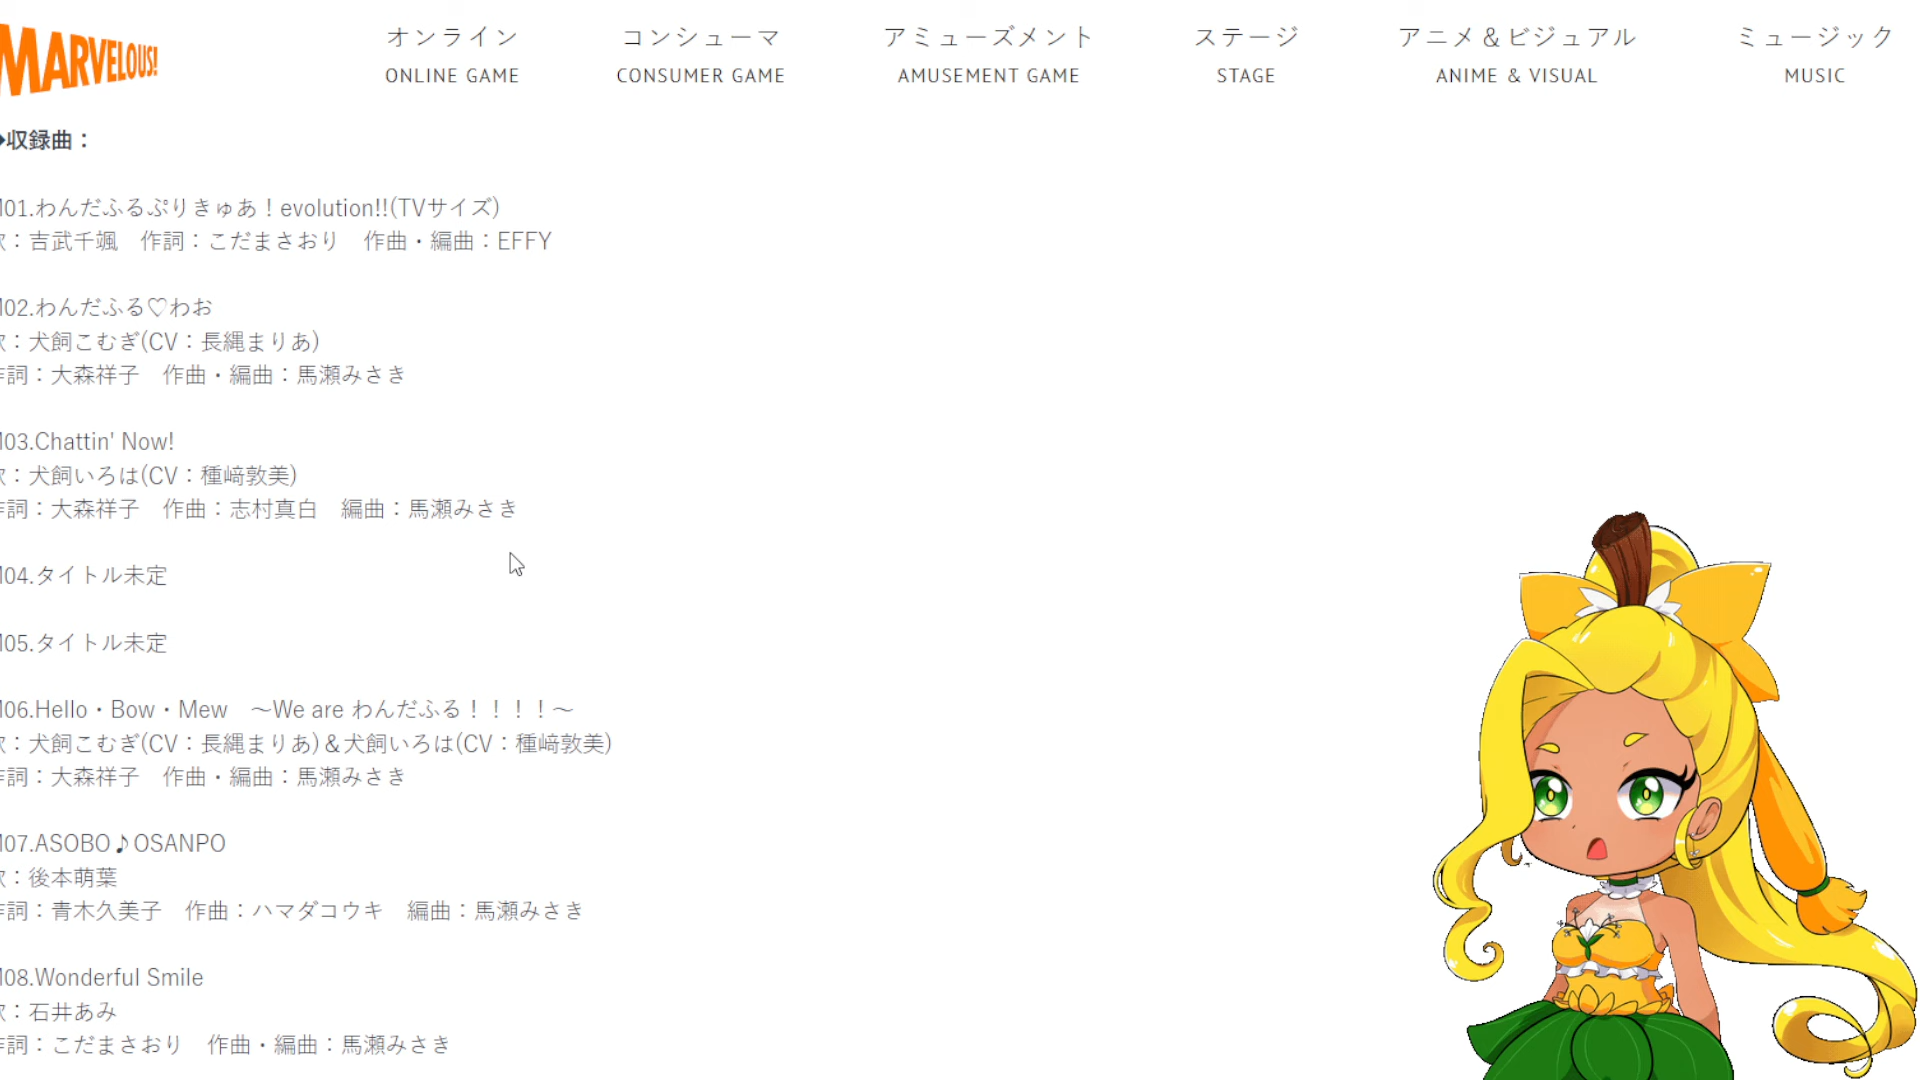 MARVELOUS!
オンライン
ONLINE GAME
コンシューマ
CONSUMER GAME
アミューズメント
AMUSEMENT GAME
ステージ
STAGE
アニメ＆ビジュアル
ANIME & VISUAL
ミュージック
MUSIC
◆収録曲：
01.わんだふるぷりきゅあ！evolution!!(TVサイズ)
：吉武千颯　作詞：こだまさおり　作曲・編曲：EFFY
02.わんだふる♡わお
：犬飼こむぎ(CV：長縄まりあ)
詞：大森祥子　作曲・編曲：馬瀬みさき
03.Chattin' Now!
：犬飼いろは(CV：種﨑敦美)
詞：大森祥子　作曲：志村真白　編曲：馬瀬みさき
04.タイトル未定
05.タイトル未定
06.Hello・Bow・Mew　～We are わんだふる！！！！～
：犬飼こむぎ(CV：長縄まりあ)＆犬飼いろは(CV：種﨑敦美)
詞：大森祥子　作曲・編曲：馬瀬みさき
07.ASOBO♪OSANPO
：後本萌葉
詞：青木久美子　作曲：ハマダコウキ　編曲：馬瀬みさき
08.Wonderful Smile
：石井あみ
詞：こだまさおり　作曲・編曲：馬瀬みさき